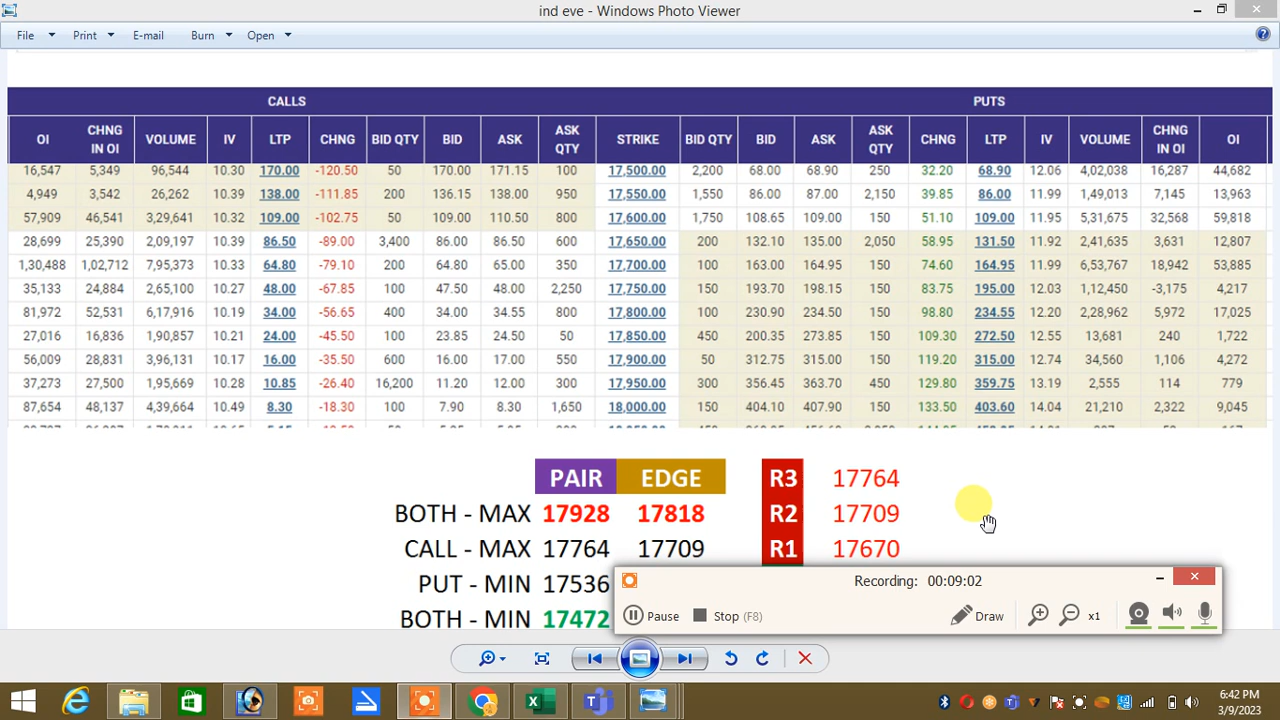 ind eve - Windows Photo Viewer
File Print E-mail Burn Open
CALLS PUTS
OI CHNG IN OI VOLUME IV LTP CHNG BID QTY BID ASK ASK QTY STRIKE BID QTY BID ASK ASK QTY CHNG LTP IV VOLUME CHNG IN OI OI
16,547 5,349 96,544 10.30 170.00 -120.50 50 170.00 171.15 100 17,500.00 2,200 68.00 68.90 250 32.20 68.90 12.06 4,02,038 16,287 44,682
4,949 3,542 26,262 10.39 138.00 -111.85 200 136.15 138.00 950 17,550.00 1,550 86.00 87.00 2,150 39.85 86.00 11.99 1,49,013 7,145 13,963
57,909 46,541 3,29,641 10.32 109.00 -102.75 50 109.00 110.50 800 17,600.00 1,750 108.65 109.00 150 51.10 109.00 11.95 5,31,675 32,568 59,818
28,699 25,390 2,09,197 10.39 86.50 -89.00 3,400 86.00 86.50 600 17,650.00 200 132.10 135.00 2,050 58.95 131.50 11.92 2,41,635 3,631 12,807
1,30,488 1,02,712 7,95,373 10.33 64.80 -79.10 200 64.80 65.00 350 17,700.00 100 163.00 164.95 150 74.60 164.95 11.99 6,53,767 18,942 53,885
35,133 24,884 2,65,100 10.27 48.00 -67.85 100 47.50 48.00 2,250 17,750.00 150 193.70 198.15 150 83.75 195.00 12.03 1,12,450 -3,175 4,217
81,972 52,531 6,17,916 10.19 34.00 -56.65 400 34.00 34.55 800 17,800.00 100 230.90 234.50 150 98.80 234.55 12.20 2,28,962 5,972 17,025
27,016 16,836 1,90,857 10.21 24.00 -45.50 100 23.85 24.50 50 17,850.00 450 200.35 273.85 150 109.30 272.50 12.55 13,681 240 1,722
56,009 28,831 3,96,131 10.17 16.00 -35.50 600 16.00 17.00 550 17,900.00 50 312.75 315.00 150 119.20 315.00 12.74 34,560 1,106 4,272
37,273 27,500 1,95,669 10.28 10.85 -26.40 16,200 11.20 12.00 300 17,950.00 300 356.45 363.70 450 129.80 359.75 13.19 2,555 114 779
87,654 48,137 4,39,664 10.49 8.30 -18.30 100 7.90 8.30 1,650 18,000.00 150 404.10 407.90 150 133.50 403.60 14.04 21,210 2,322 9,045
PAIR EDGE R3 17764
BOTH - MAX 17928 17818 R2 17709
CALL - MAX 17764 17709 R1 17670
PUT - MIN 17536
BOTH - MIN 17472
Recording: 00:09:02
Pause Stop (F8) Draw x1
6:42 PM
3/9/2023